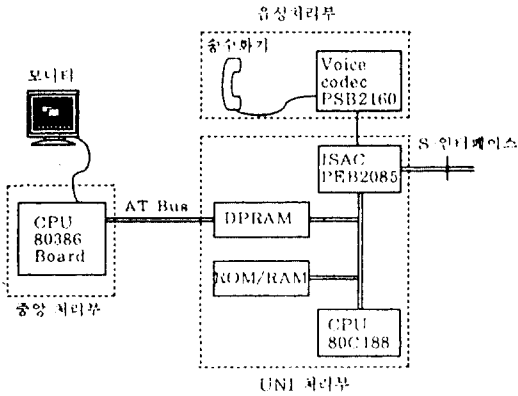 음성처리부
송수화기
Voice
codec
PSB2160
모니터
ISAC
PEB2085
S 인터페이스
AT Bus
CPU
80386
Board
DPRAM
ROM/RAM
중앙 처리부
CPU
80C188
UNI 처리부